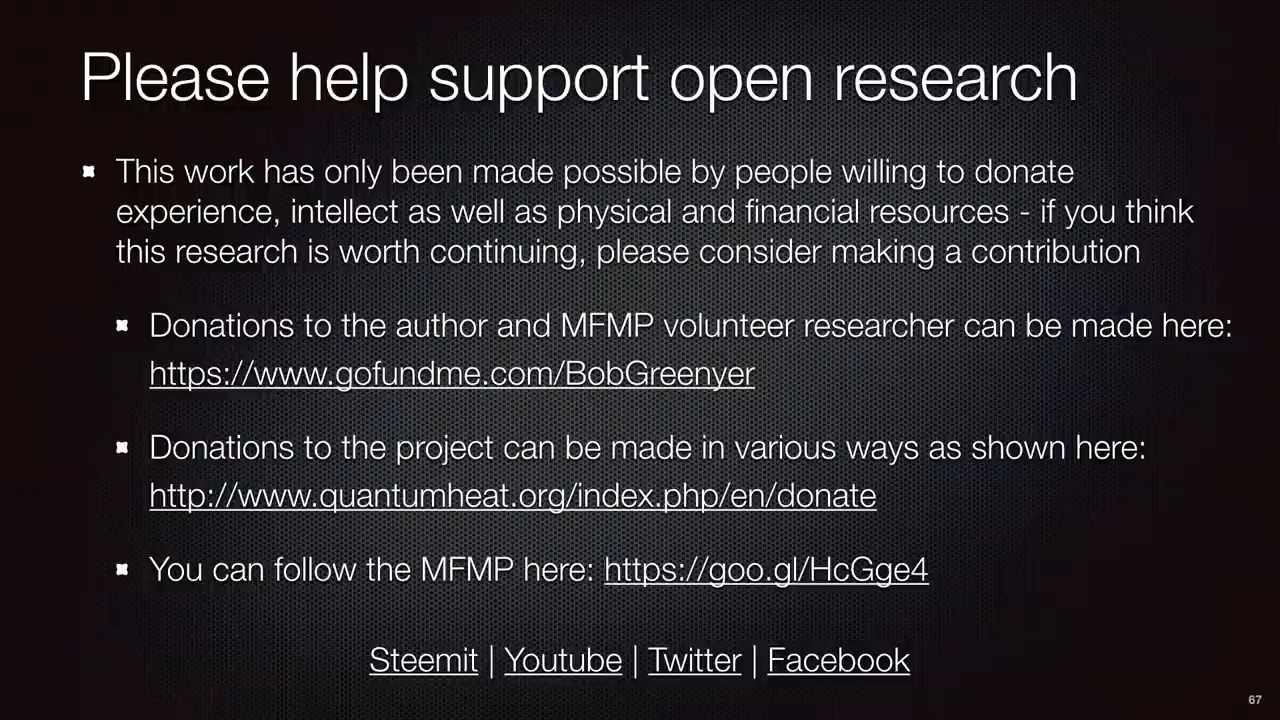 Please help support open research
This work has only been made possible by people willing to donate
experience, intellect as well as physical and financial resources - if you think
this research is worth continuing, please consider making a contribution
Donations to the author and MFMP volunteer researcher can be made here:
https://www.gofundme.com/BobGreenyer
Donations to the project can be made in various ways as shown here:
http://www.quantumheat.org/index.php/en/donate
You can follow the MFMP here: https://goo.gl/HcGge4
Steemit | Youtube | Twitter | Facebook
67